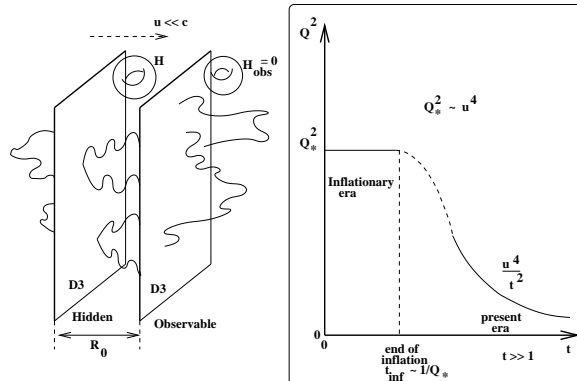 u << c
H
H = 0
obs
D3
D3
Hidden
Observable
R_0
Q^2
Q_*^2 ~ u^4
Q_*^2
Inflationary
era
u^4
t^2
present
era
0
0
end of
inflation
t_inf ~ 1/Q_*
t >> 1
t